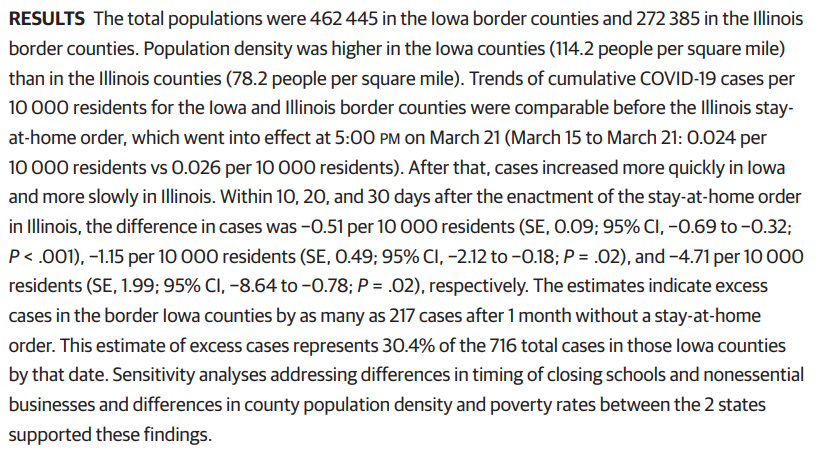 RESULTS The total populations were 462 445 in the Iowa border counties and 272 385 in the Illinois
border counties. Population density was higher in the Iowa counties (114.2 people per square mile)
than in the Illinois counties (78.2 people per square mile). Trends of cumulative COVID-19 cases per
10 000 residents for the Iowa and Illinois border counties were comparable before the Illinois stay-
at-home order, which went into effect at 5:00 PM on March 21 (March 15 to March 21: 0.024 per
10 000 residents vs 0.026 per 10 000 residents). After that, cases increased more quickly in Iowa
and more slowly in Illinois. Within 10, 20, and 30 days after the enactment of the stay-at-home order
in Illinois, the difference in cases was −0.51 per 10 000 residents (SE, 0.09; 95% CI, −0.69 to −0.32;
P < .001), −1.15 per 10 000 residents (SE, 0.49; 95% CI, −2.12 to −0.18; P = .02), and −4.71 per 10 000
residents (SE, 1.99; 95% CI, −8.64 to −0.78; P = .02), respectively. The estimates indicate excess
cases in the border Iowa counties by as many as 217 cases after 1 month without a stay-at-home
order. This estimate of excess cases represents 30.4% of the 716 total cases in those Iowa counties
by that date. Sensitivity analyses addressing differences in timing of closing schools and nonessential
businesses and differences in county population density and poverty rates between the 2 states
supported these findings.